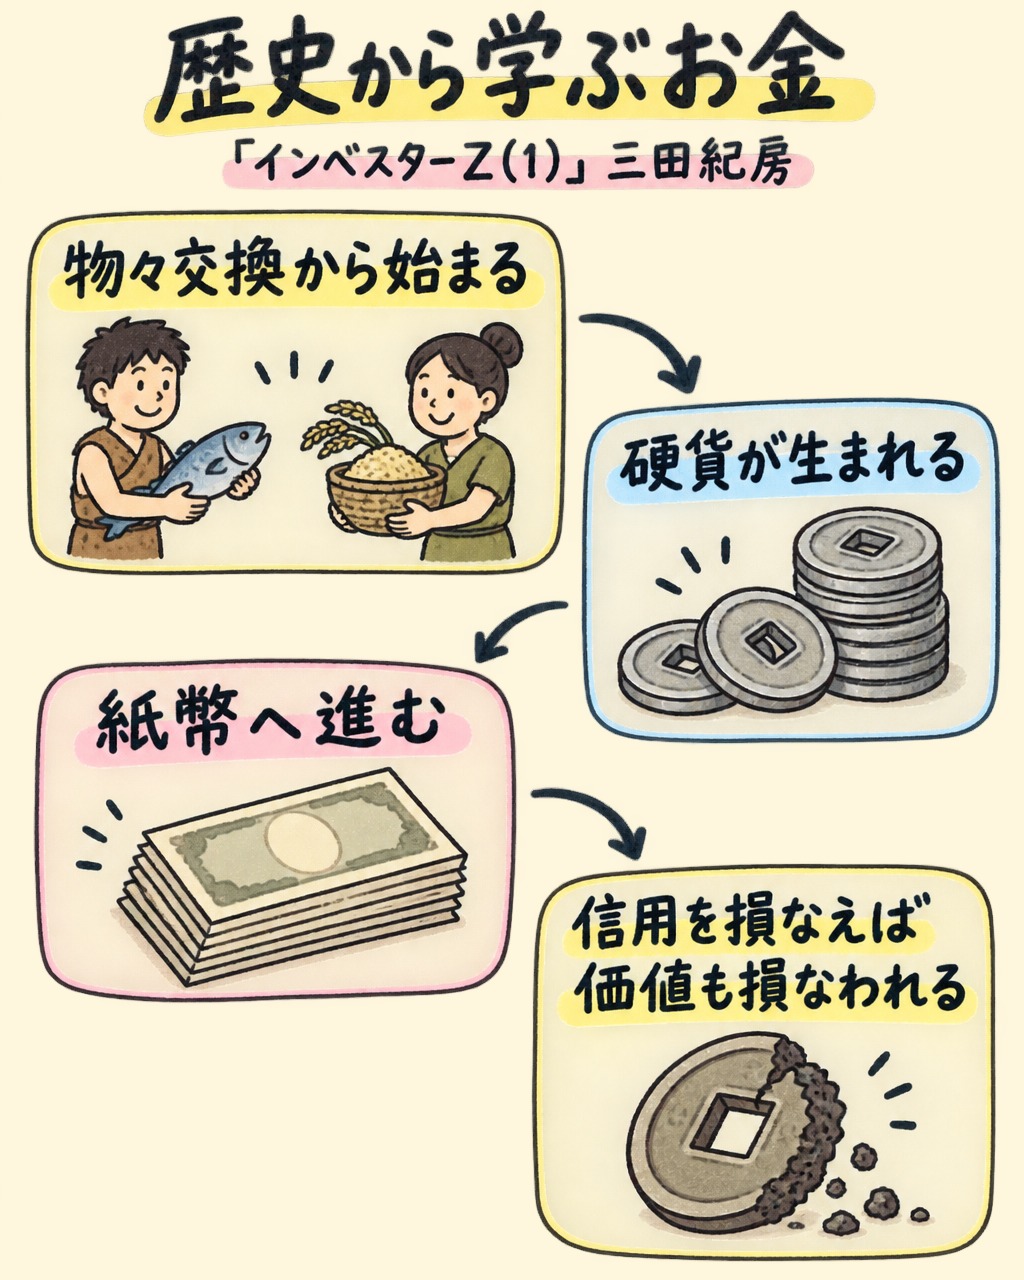 歴史から学ぶお金
「インベスターZ(1)」三田紀房
物々交換から始まる
硬貨が生まれる
紙幣へ進む
信用を損なえば
価値も損なわれる